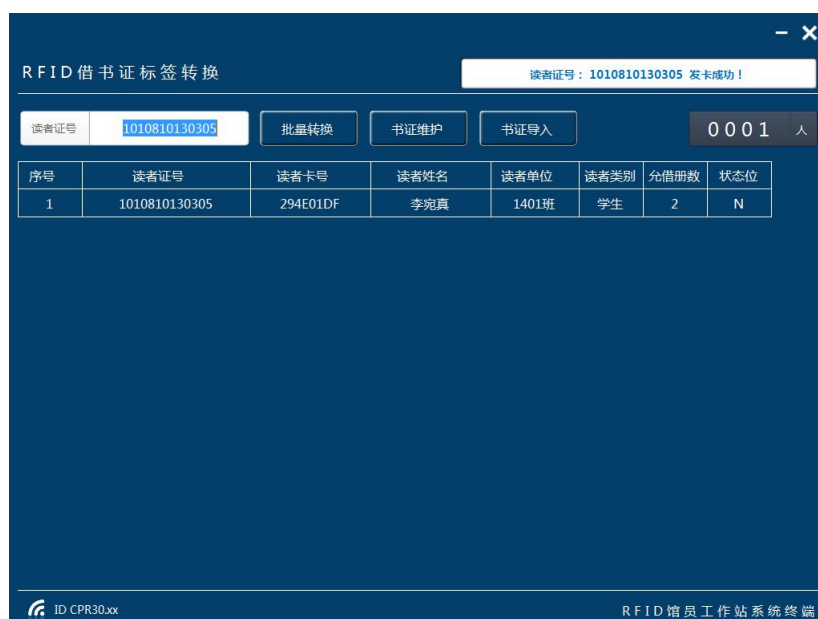 RFID借书证标签转换
读者证号：1010810130305 发卡成功！
读者证号 1010810130305 批量转换 书证维护 书证导入 0001 人
序号 读者证号 读者卡号 读者姓名 读者单位 读者类别 允借册数 状态位
1 1010810130305 294E01DF 李宛真 1401班 学生 2 N
ID CPR30.xx RFID馆员工作站系统终端